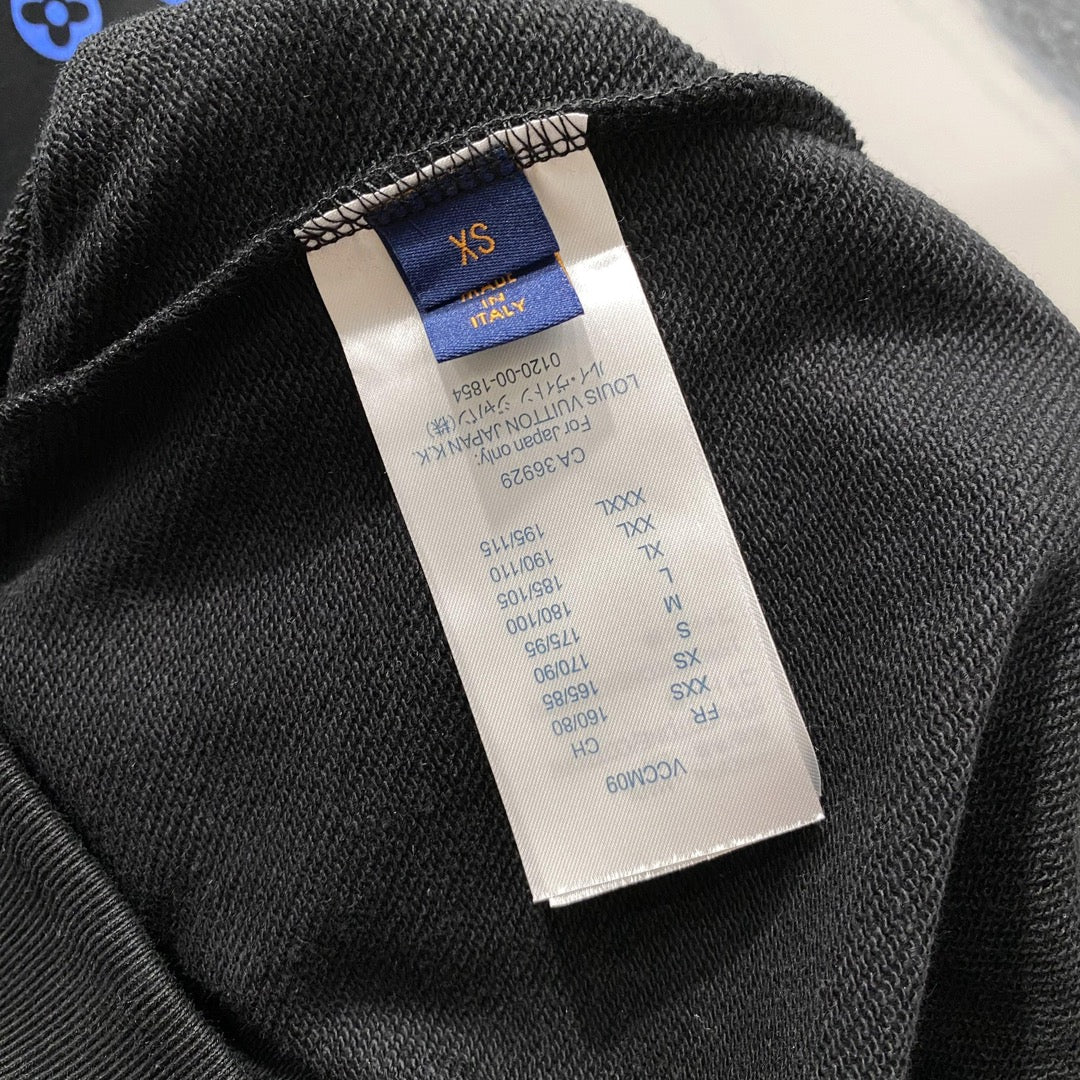 XS
MADE
IN
ITALY
VCCM09
FR CH
XXS 160/80
XS 165/85
S 170/90
M 175/95
L 180/100
XL 185/105
XXL 190/110
XXXL 195/115
CA 36929
For Japan only:
LOUIS VUITTON JAPAN K.K.
ルイ・ヴィトン ジャパン(株)
0120-00-1854